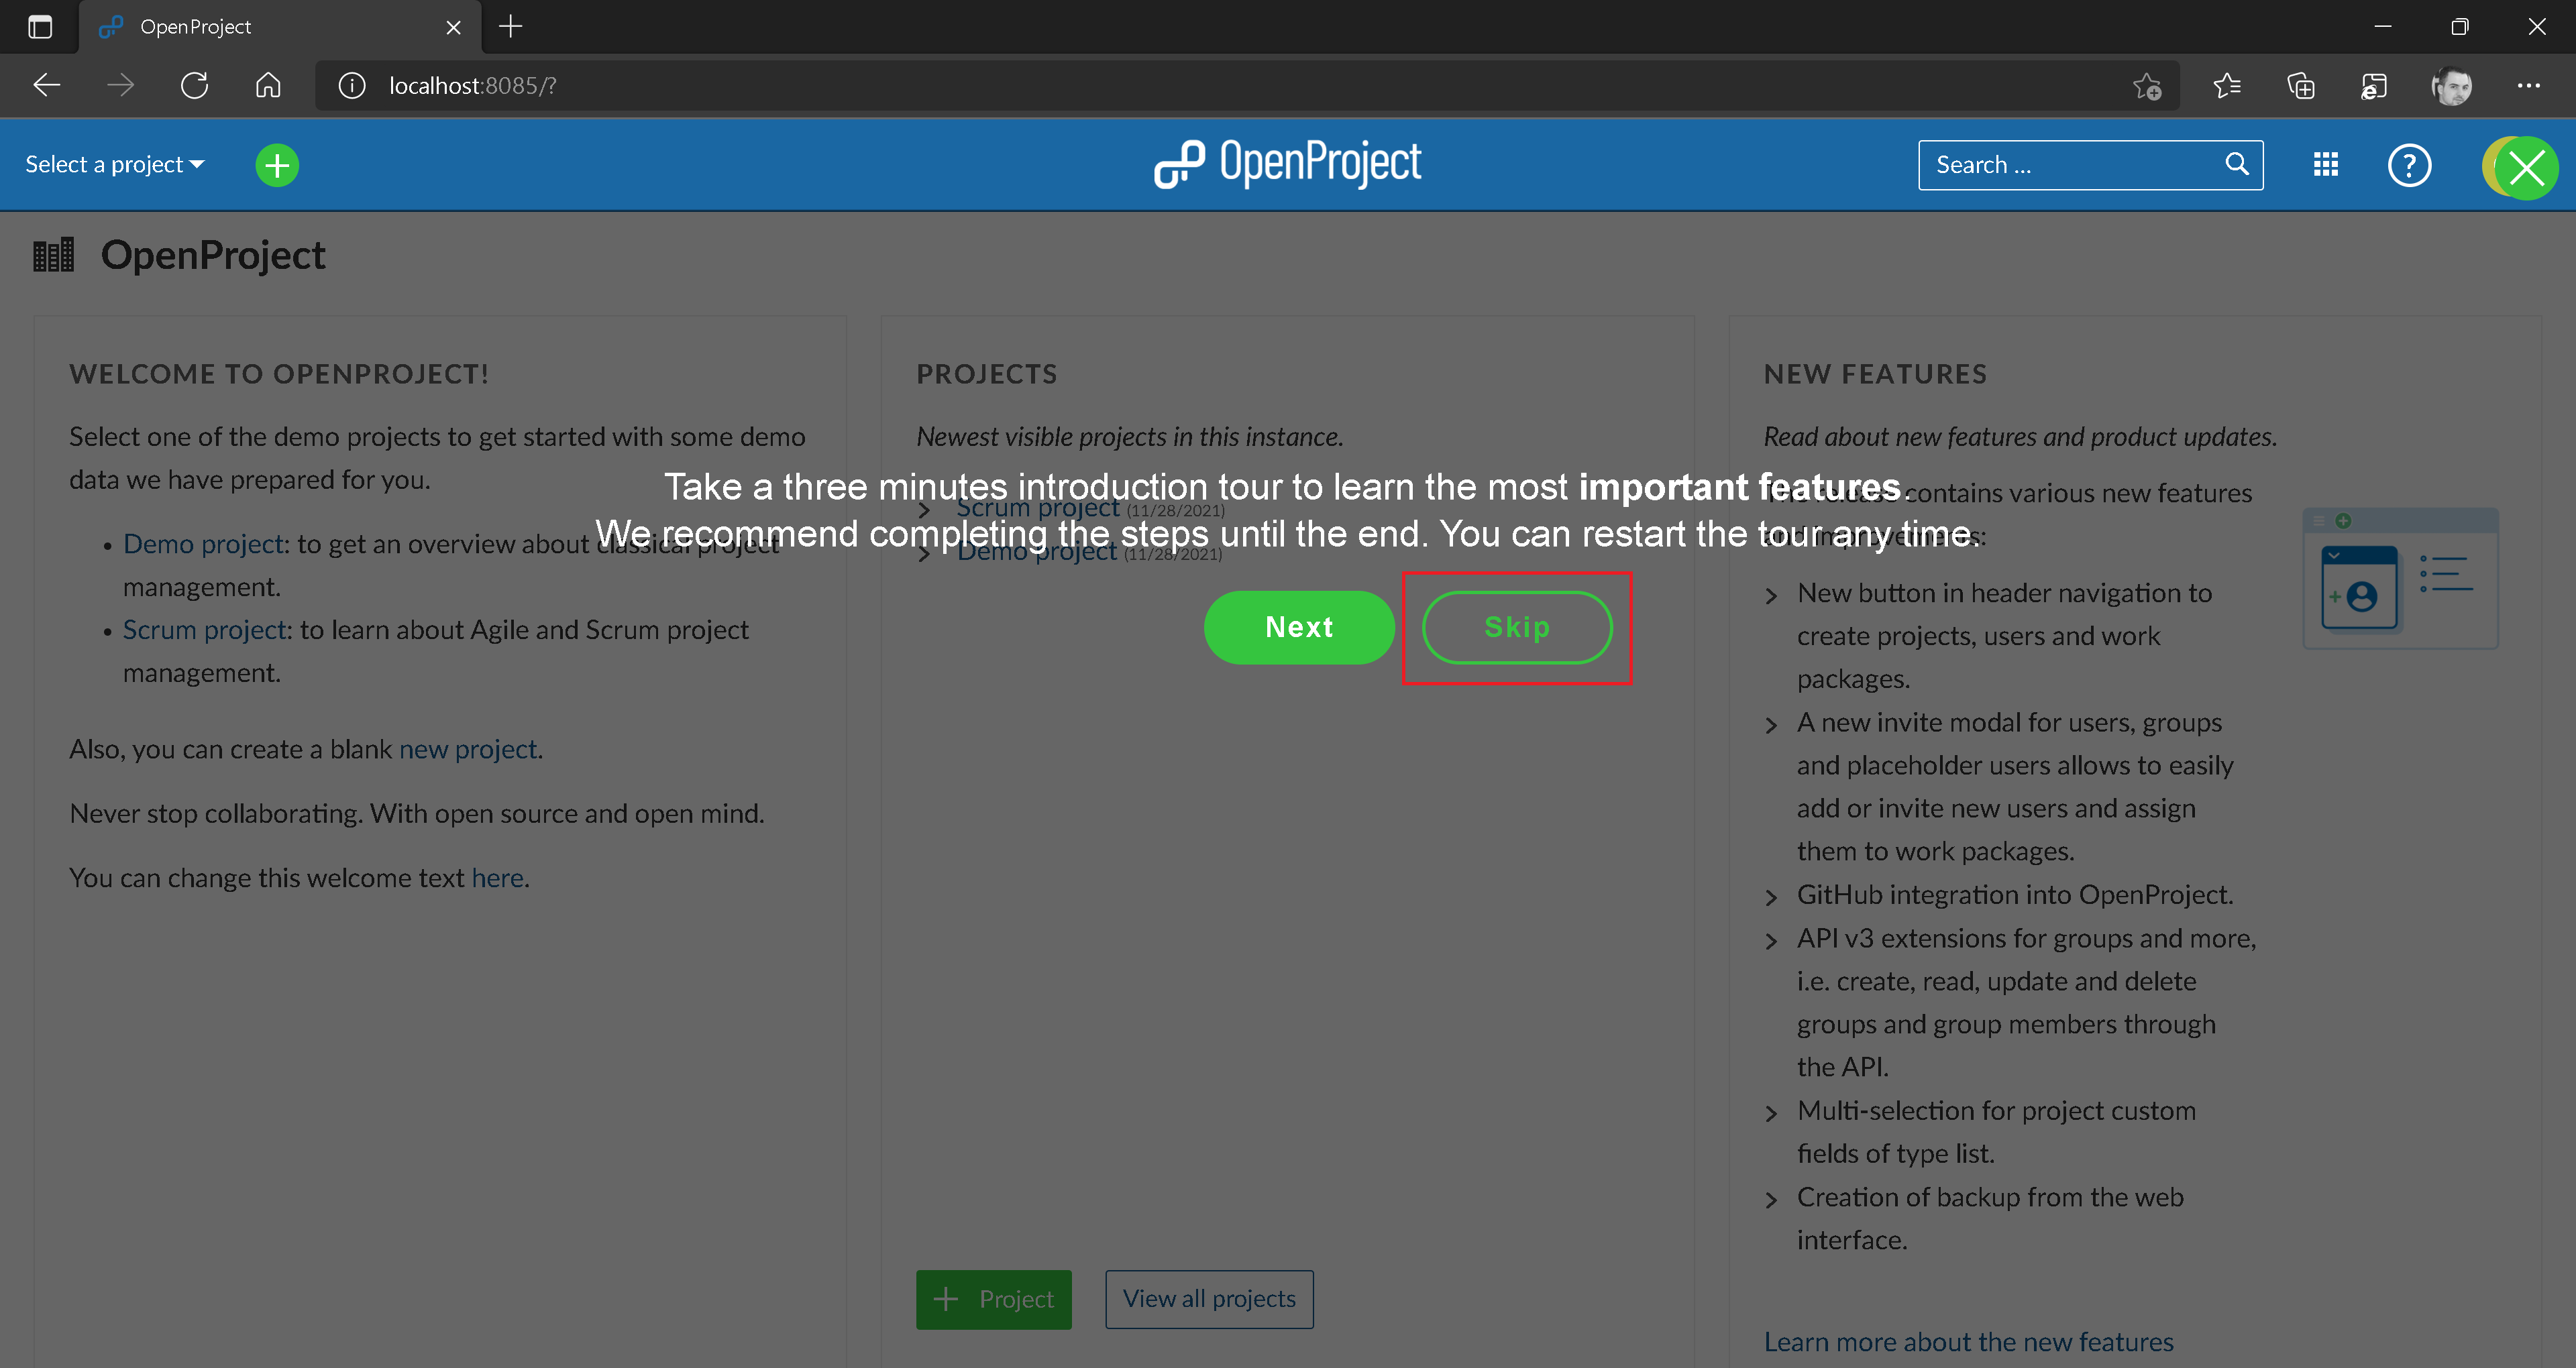 OpenProject
localhost:8085/?
Select a project
OpenProject
Search ...
?
OpenProject
WELCOME TO OPENPROJECT!
Select one of the demo projects to get started with some demo
data we have prepared for you.
• Demo project: to get an overview about classical project
management.
• Scrum project: to learn about Agile and Scrum project
management.
Also, you can create a blank new project.
Never stop collaborating. With open source and open mind.
You can change this welcome text here.
PROJECTS
Newest visible projects in this instance.
Scrum project (11/28/2021)
Demo project (11/28/2021)
Take a three minutes introduction tour to learn the most important features.
We recommend completing the steps until the end. You can restart the tour any time.
Next
Skip
+ Project
View all projects
NEW FEATURES
Read about new features and product updates.
The release contains various new features
and improvements:
New button in header navigation to
create projects, users and work
packages.
A new invite modal for users, groups
and placeholder users allows to easily
add or invite new users and assign
them to work packages.
GitHub integration into OpenProject.
API v3 extensions for groups and more,
i.e. create, read, update and delete
groups and group members through
the API.
Multi-selection for project custom
fields of type list.
Creation of backup from the web
interface.
Learn more about the new features